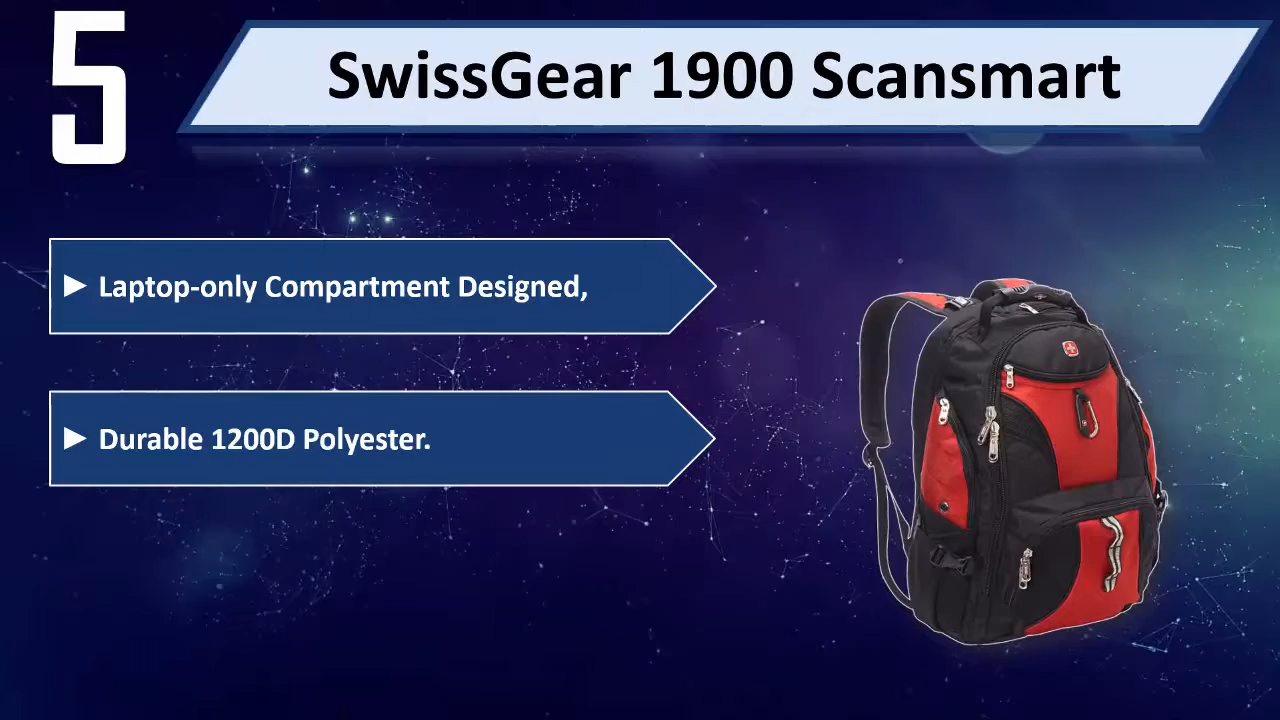 5
SwissGear 1900 Scansmart
► Laptop-only Compartment Designed,
► Durable 1200D Polyester.